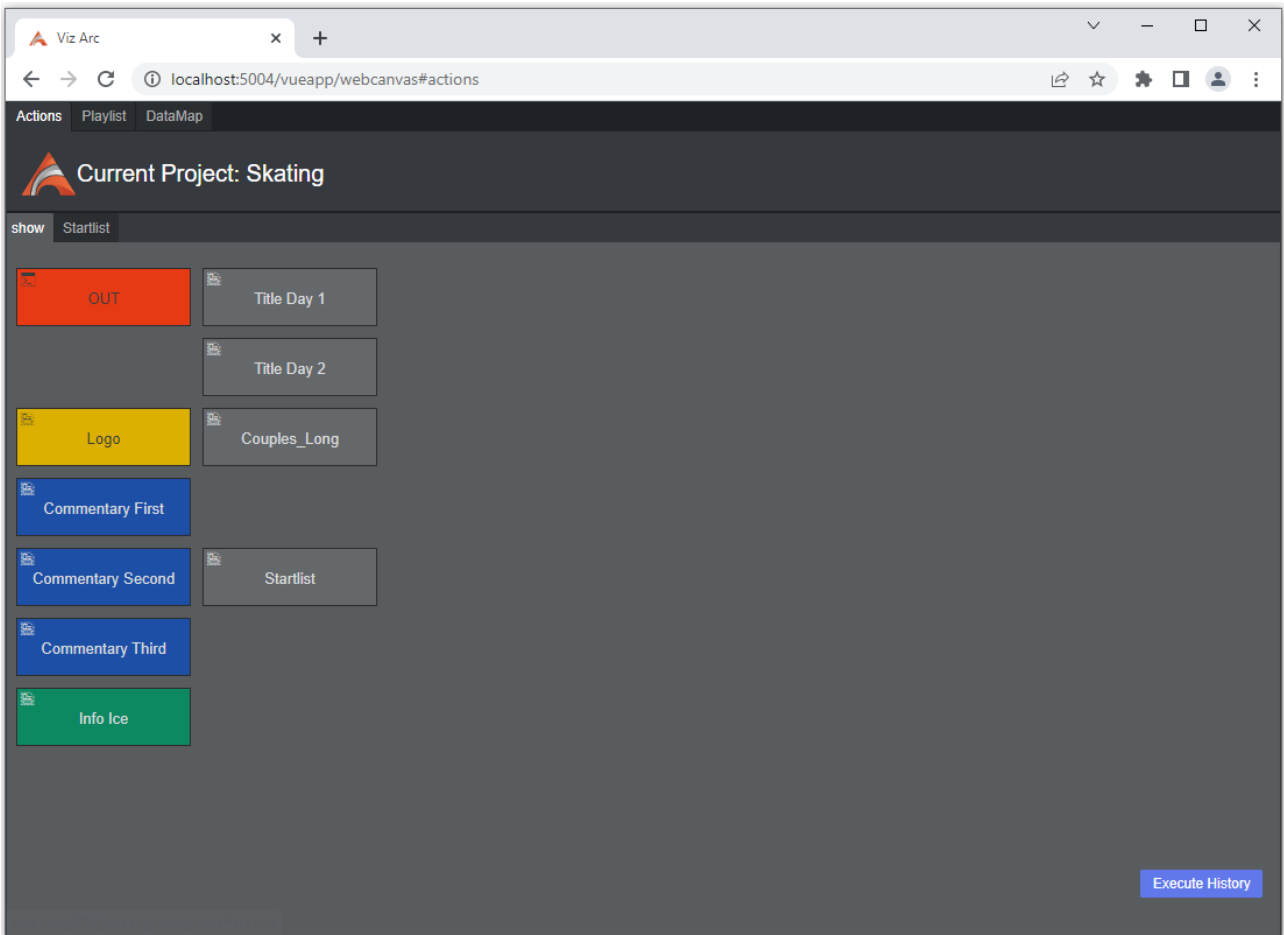 Viz Arc
localhost:5004/vueapp/webcanvas#actions
Actions Playlist DataMap
Current Project: Skating
show Startlist
OUT Title Day 1
Title Day 2
Logo Couples_Long
Commentary First
Commentary Second Startlist
Commentary Third
Info Ice
Execute History